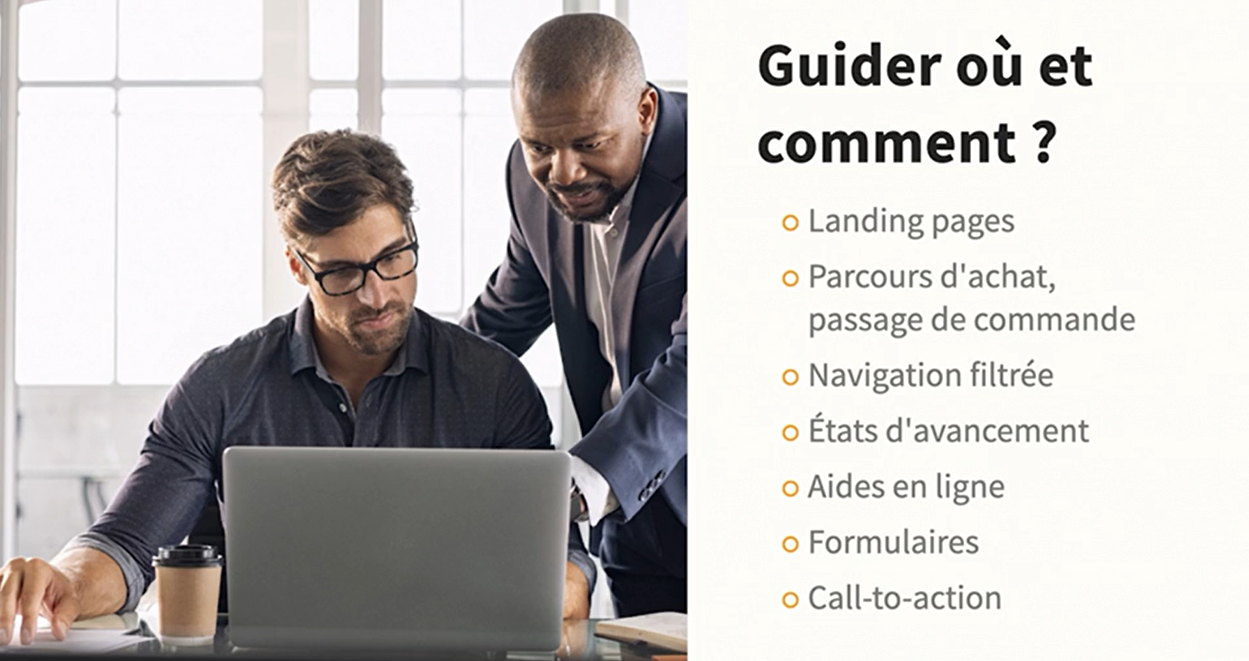 Guider où et
comment ?
Landing pages
Parcours d'achat,
passage de commande
Navigation filtrée
États d'avancement
Aides en ligne
Formulaires
Call-to-action